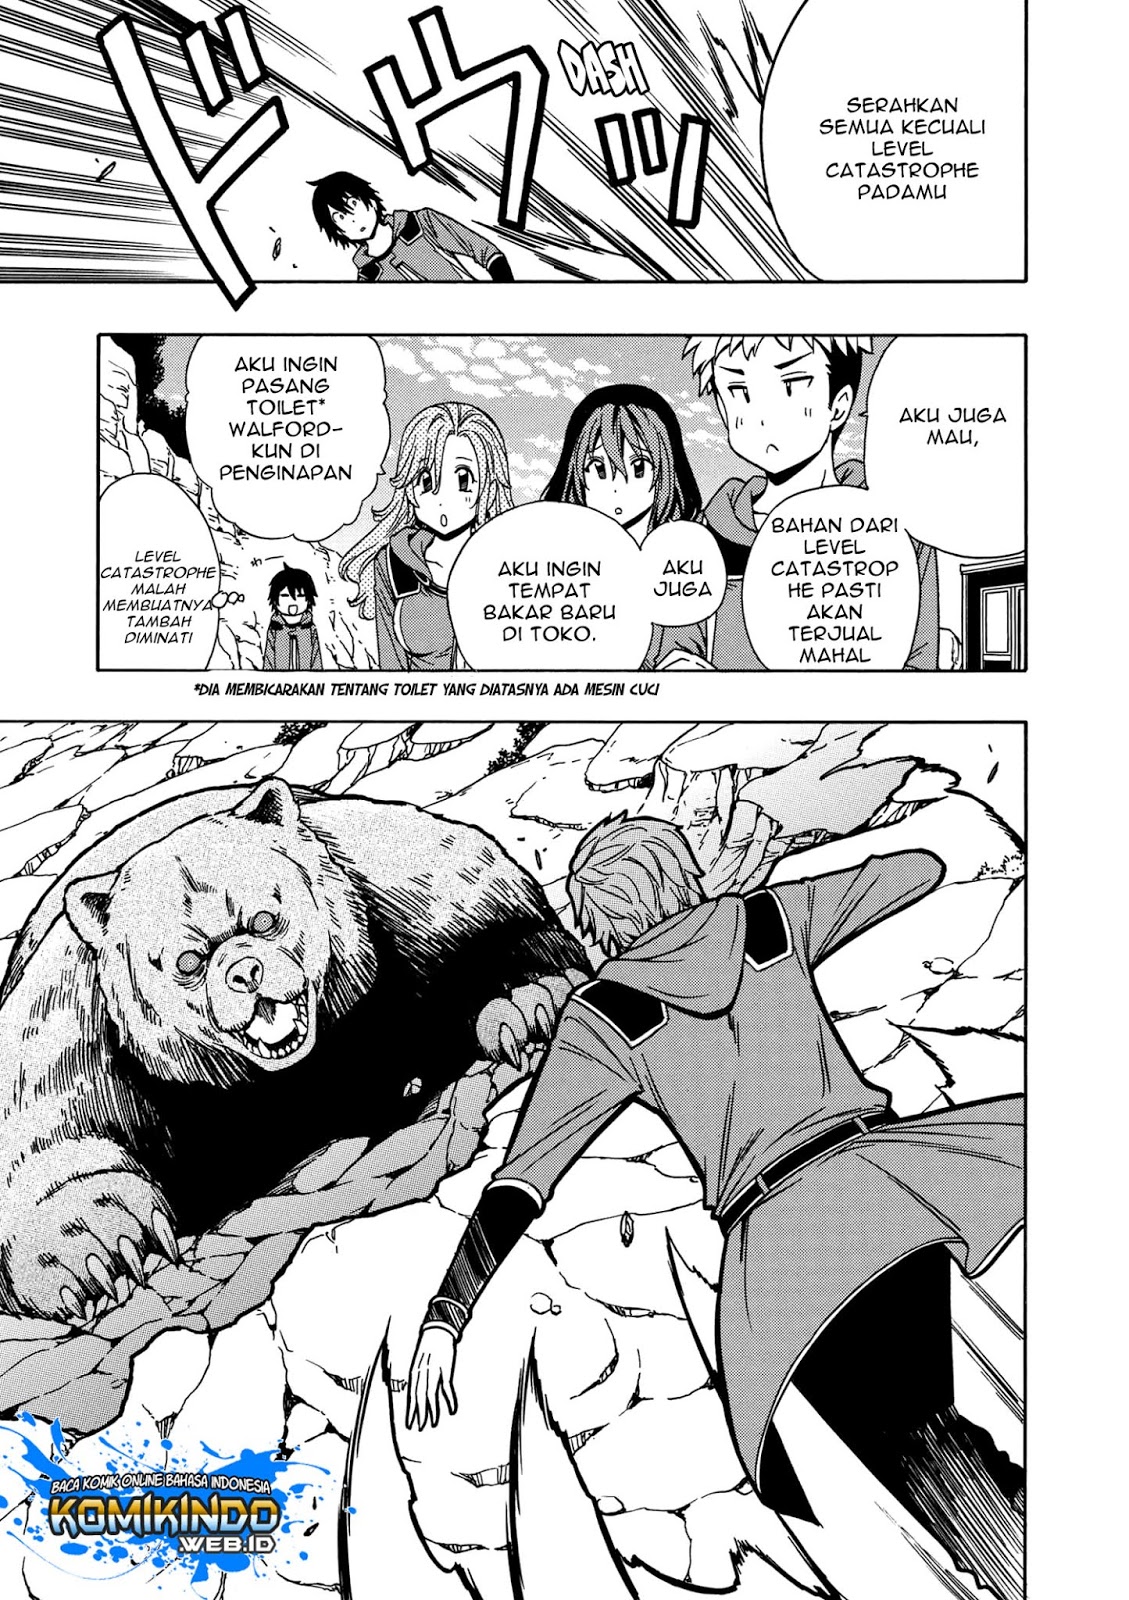 ドウッ
DASH
SERAHKAN
SEMUA KECUALI
LEVEL
CATASTROPHE
PADAMU
AKU JUGA
MAU,
BAHAN DARI
LEVEL
CATASTROP
HE PASTI
AKAN
TERJUAL
MAHAL
AKU
JUGA
AKU INGIN
TEMPAT
BAKAR BARU
DI TOKO.
AKU INGIN
PASANG
TOILET*
WALFORD-
KUN DI
PENGINAPAN
LEVEL
CATASTROPHE
MALAH
MEMBUATNYA
TAMBAH
DIMINATI
*DIA MEMBICARAKAN TENTANG TOILET YANG DIATASNYA ADA MESIN CUCI
BACA KOMIK ONLINE BAHASA INDONESIA
KOMIKINDO
.WEB.ID